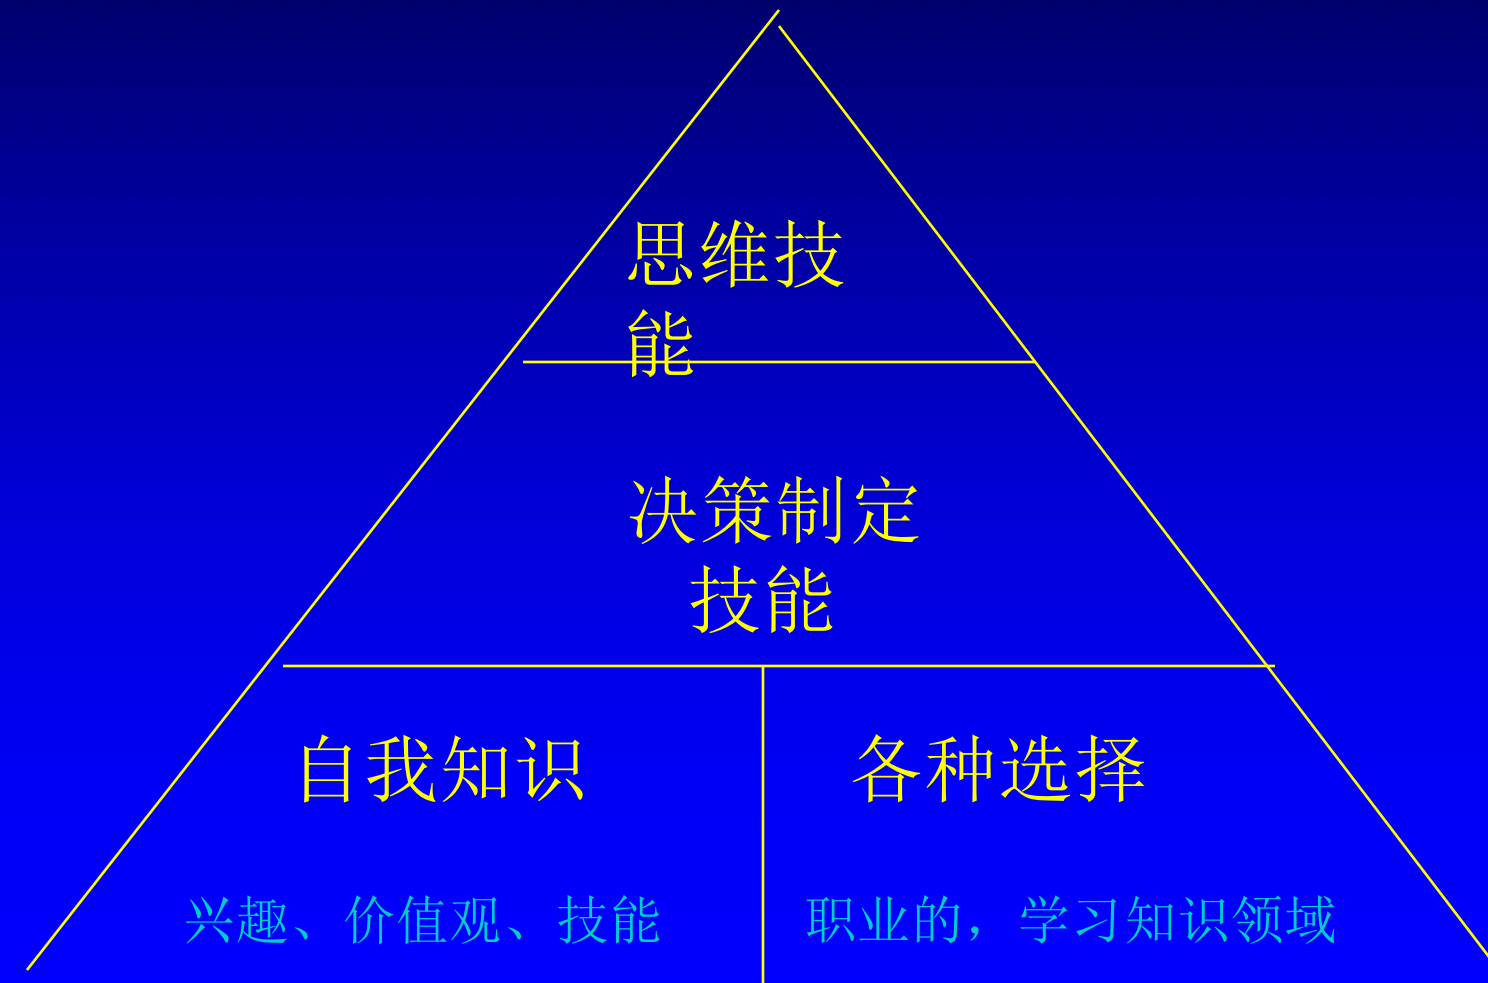 思维技
能
决策制定
技能
自我知识
各种选择
兴趣、价值观、技能
职业的，学习知识领域